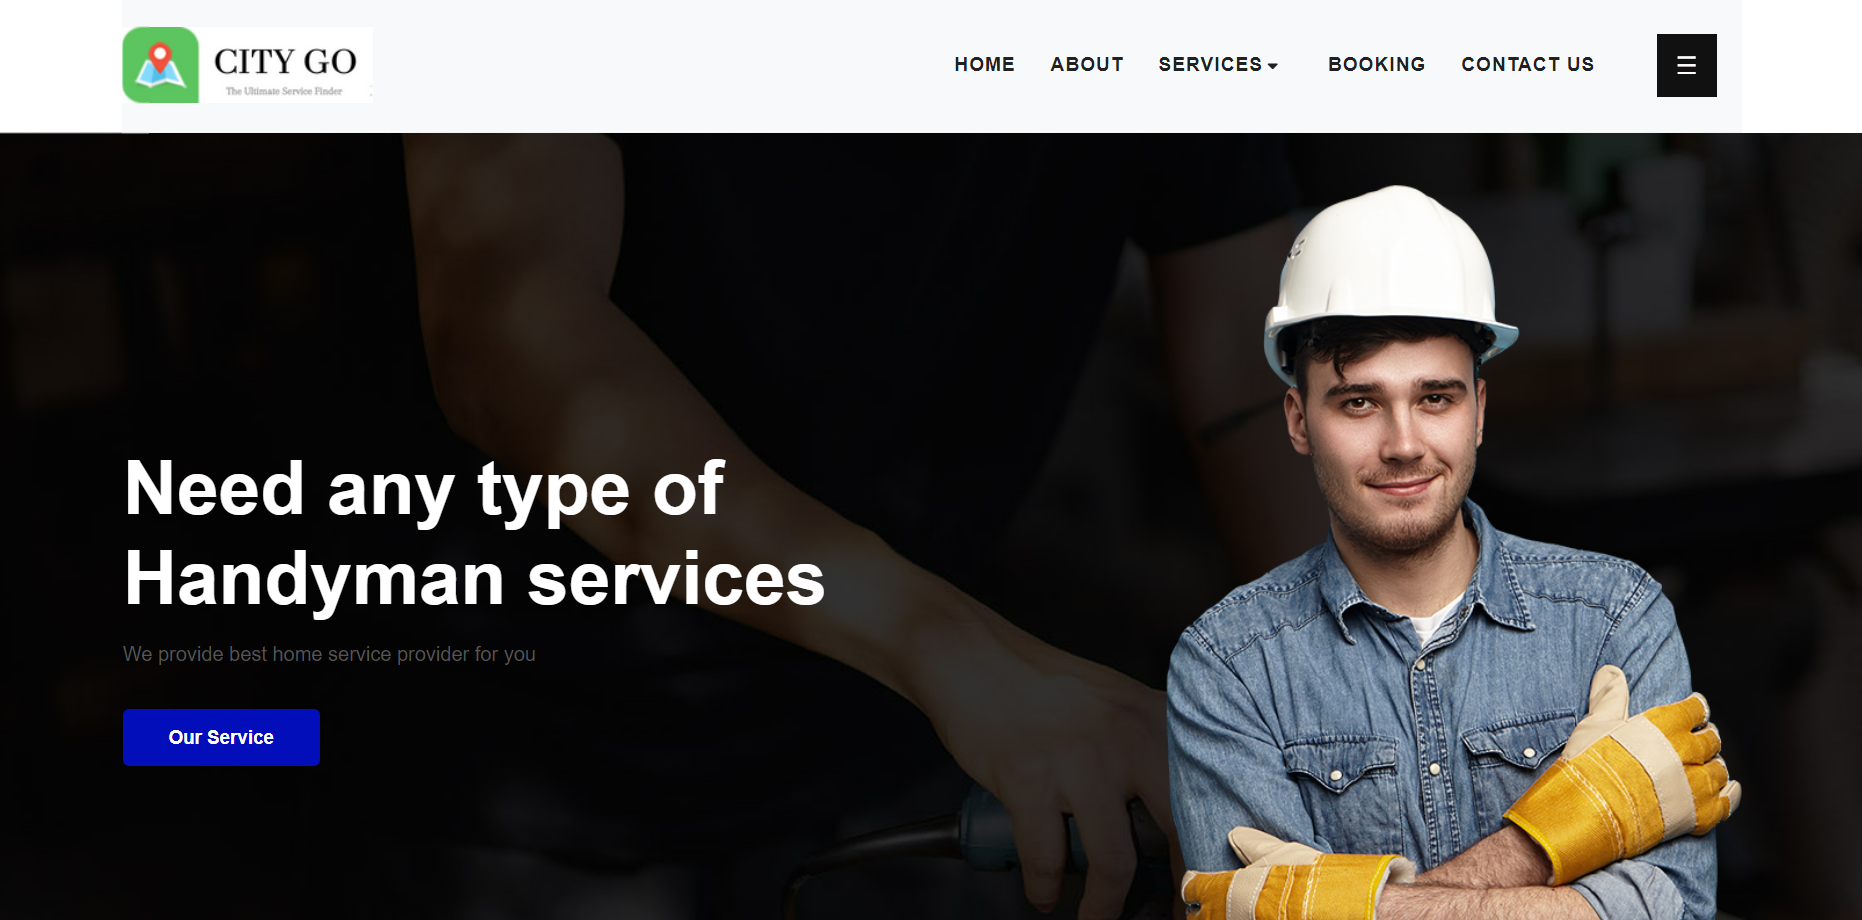 CITY GO
The Ultimate Service Finder
HOME ABOUT SERVICES BOOKING CONTACT US
Need any type of
Handyman services
We provide best home service provider for you
Our Service